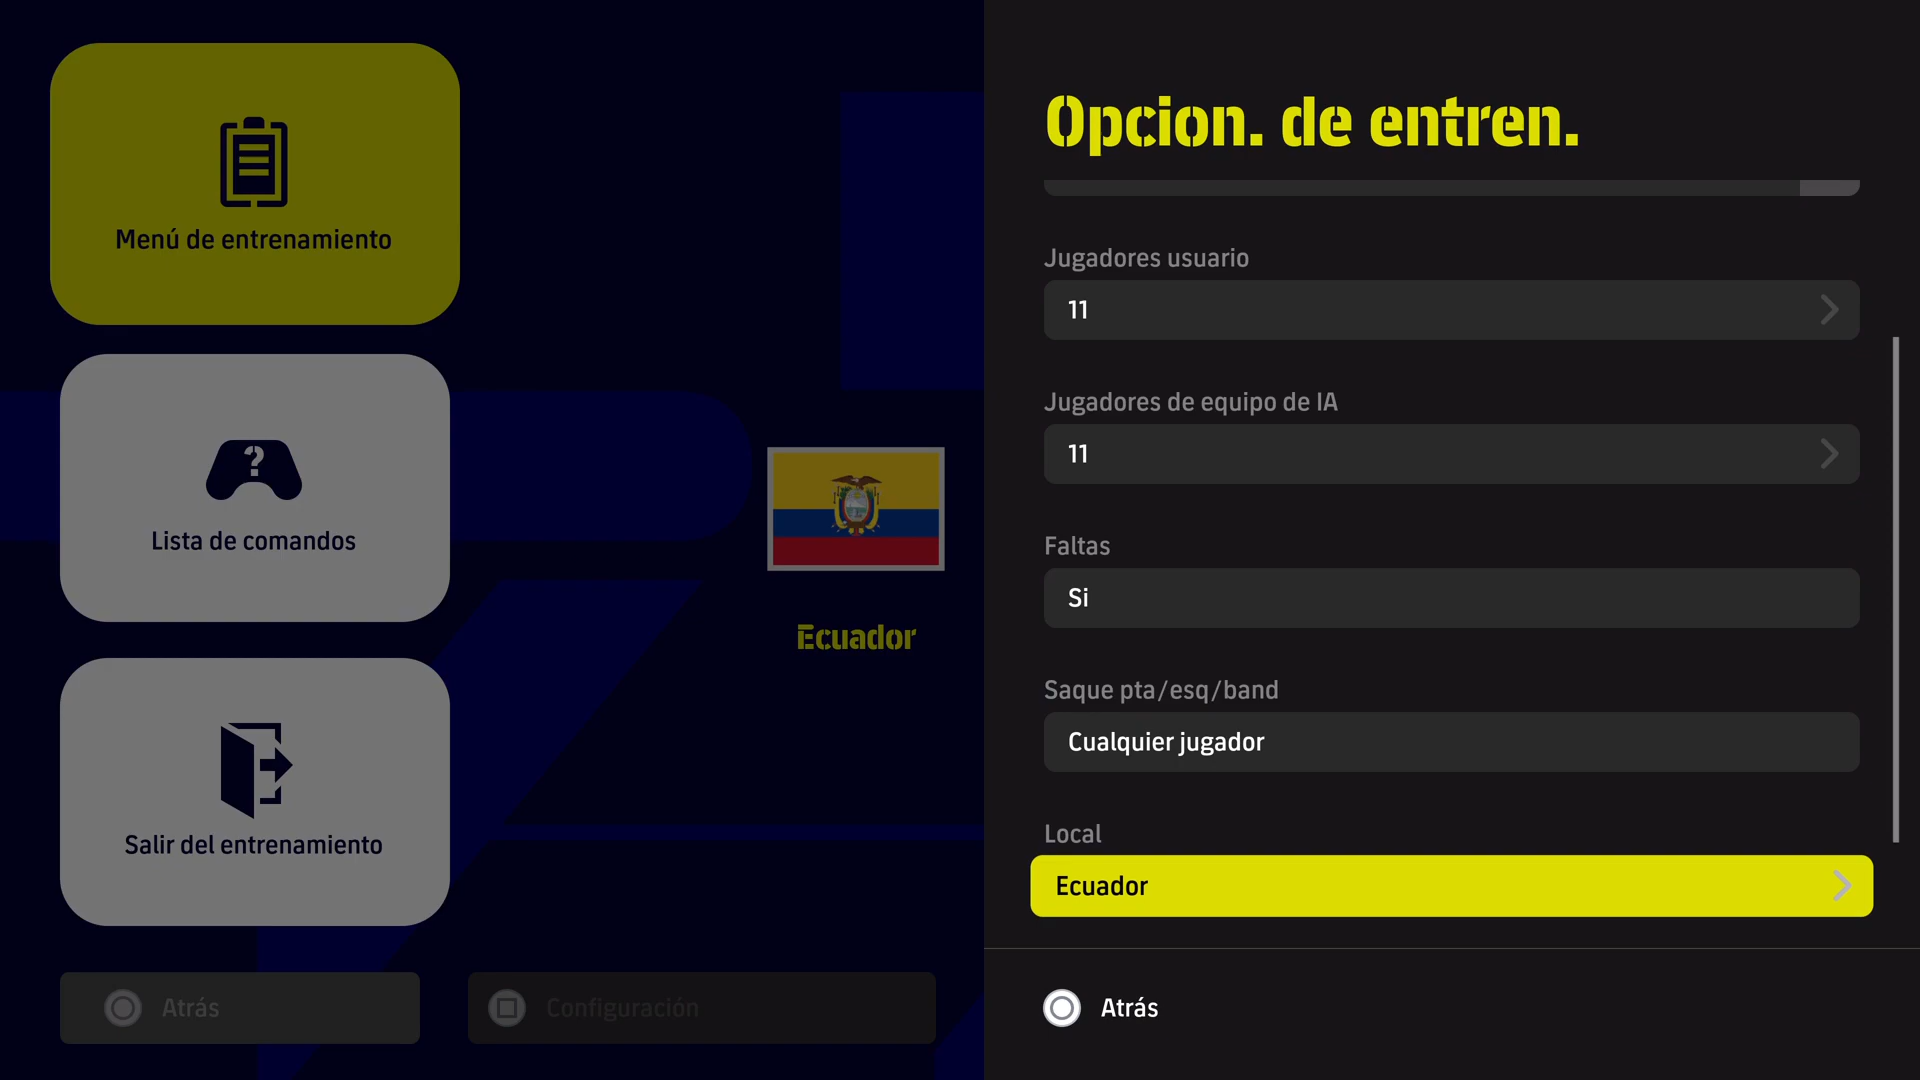 Menú de entrenamiento
?
Lista de comandos
Salir del entrenamiento
Ecuador
Atrás
Configuración
Opcion. de entren.
Jugadores usuario
11
Jugadores de equipo de IA
11
Faltas
Si
Saque pta/esq/band
Cualquier jugador
Local
Ecuador
Atrás